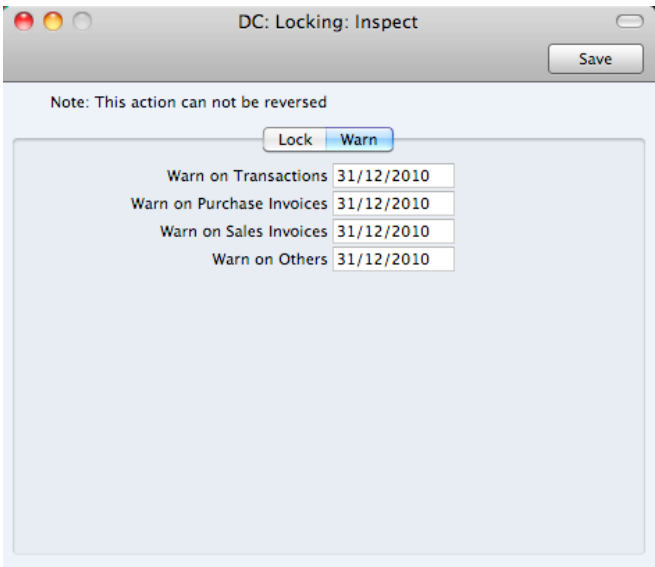 DC: Locking: Inspect
Save
Note: This action can not be reversed
Lock Warn
Warn on Transactions 31/12/2010
Warn on Purchase Invoices 31/12/2010
Warn on Sales Invoices 31/12/2010
Warn on Others 31/12/2010